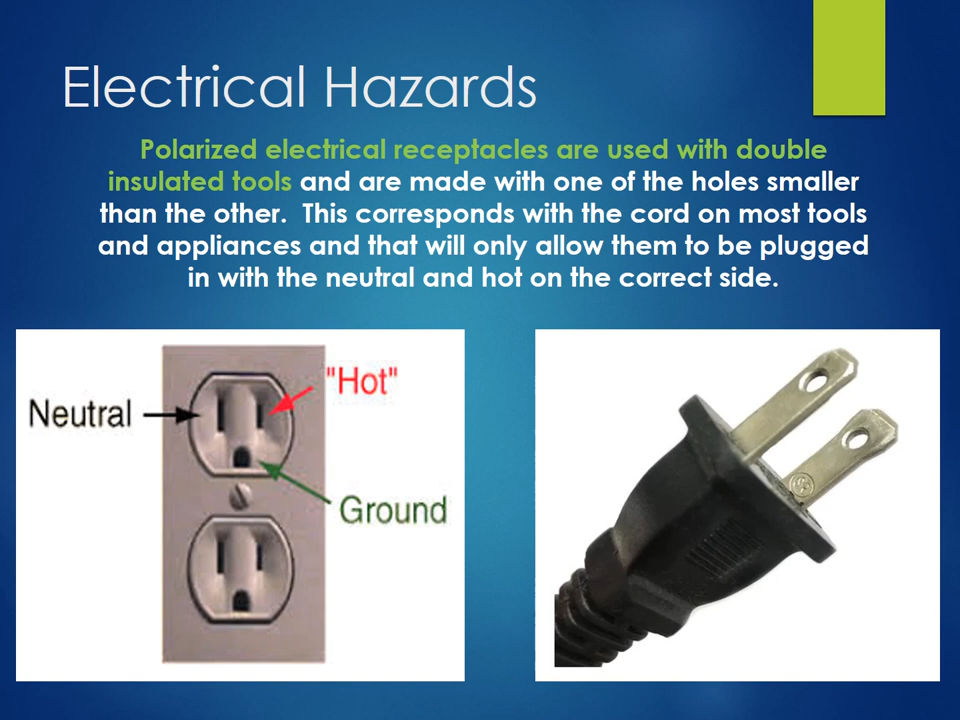 Electrical Hazards
Polarized electrical receptacles are used with double
insulated tools and are made with one of the holes smaller
than the other.  This corresponds with the cord on most tools
and appliances and that will only allow them to be plugged
in with the neutral and hot on the correct side.
"Hot"
Neutral
Ground